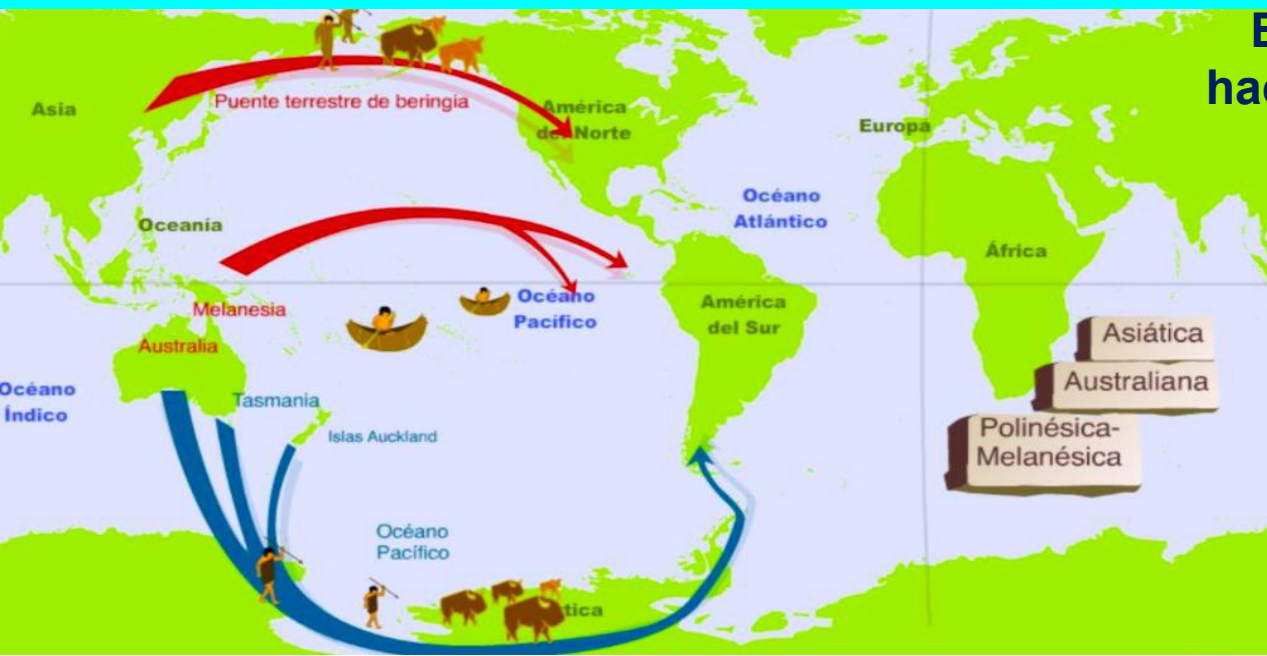 Puente terrestre de beringia
Asia
América
del Norte
Europa
Océano
Atlántico
Oceanía
África
Melanesia
Océano
Pacífico
América
del Sur
Australia
Asiática
Australiana
Océano
Índico
Tasmania
Islas Auckland
Polinésica-
Melanésica
Océano
Pacífico